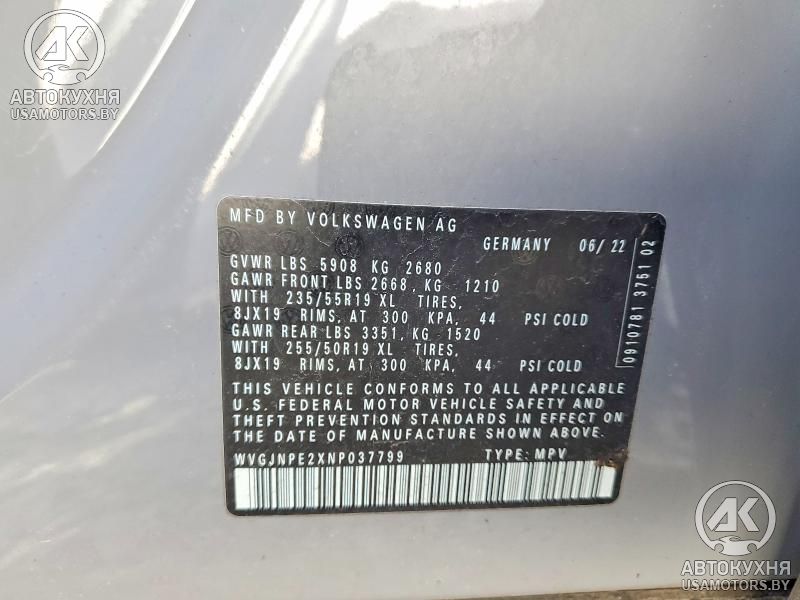 AK
АВТОКУХНЯ
USAMOTORS.BY
MFD BY VOLKSWAGEN AG
GERMANY 06/ 22
GVWR LBS 5908 KG 2680
GAWR FRONT LBS 2668, KG 1210
WITH 235/55R19 XL TIRES,
8JX19 RIMS, AT 300 KPA, 44 PSI COLD
GAWR REAR LBS 3351, KG 1520
WITH 255/50R19 XL TIRES,
8JX19 RIMS, AT 300 KPA, 44 PSI COLD
THIS VEHICLE CONFORMS TO ALL APPLICABLE
U.S. FEDERAL MOTOR VEHICLE SAFETY AND
THEFT PREVENTION STANDARDS IN EFFECT ON
THE DATE OF MANUFACTURE SHOWN ABOVE.
WVGJNPE2XNP037799 TYPE: MPV
0910781 3751 02
AK
АВТОКУХНЯ
USAMOTORS.BY